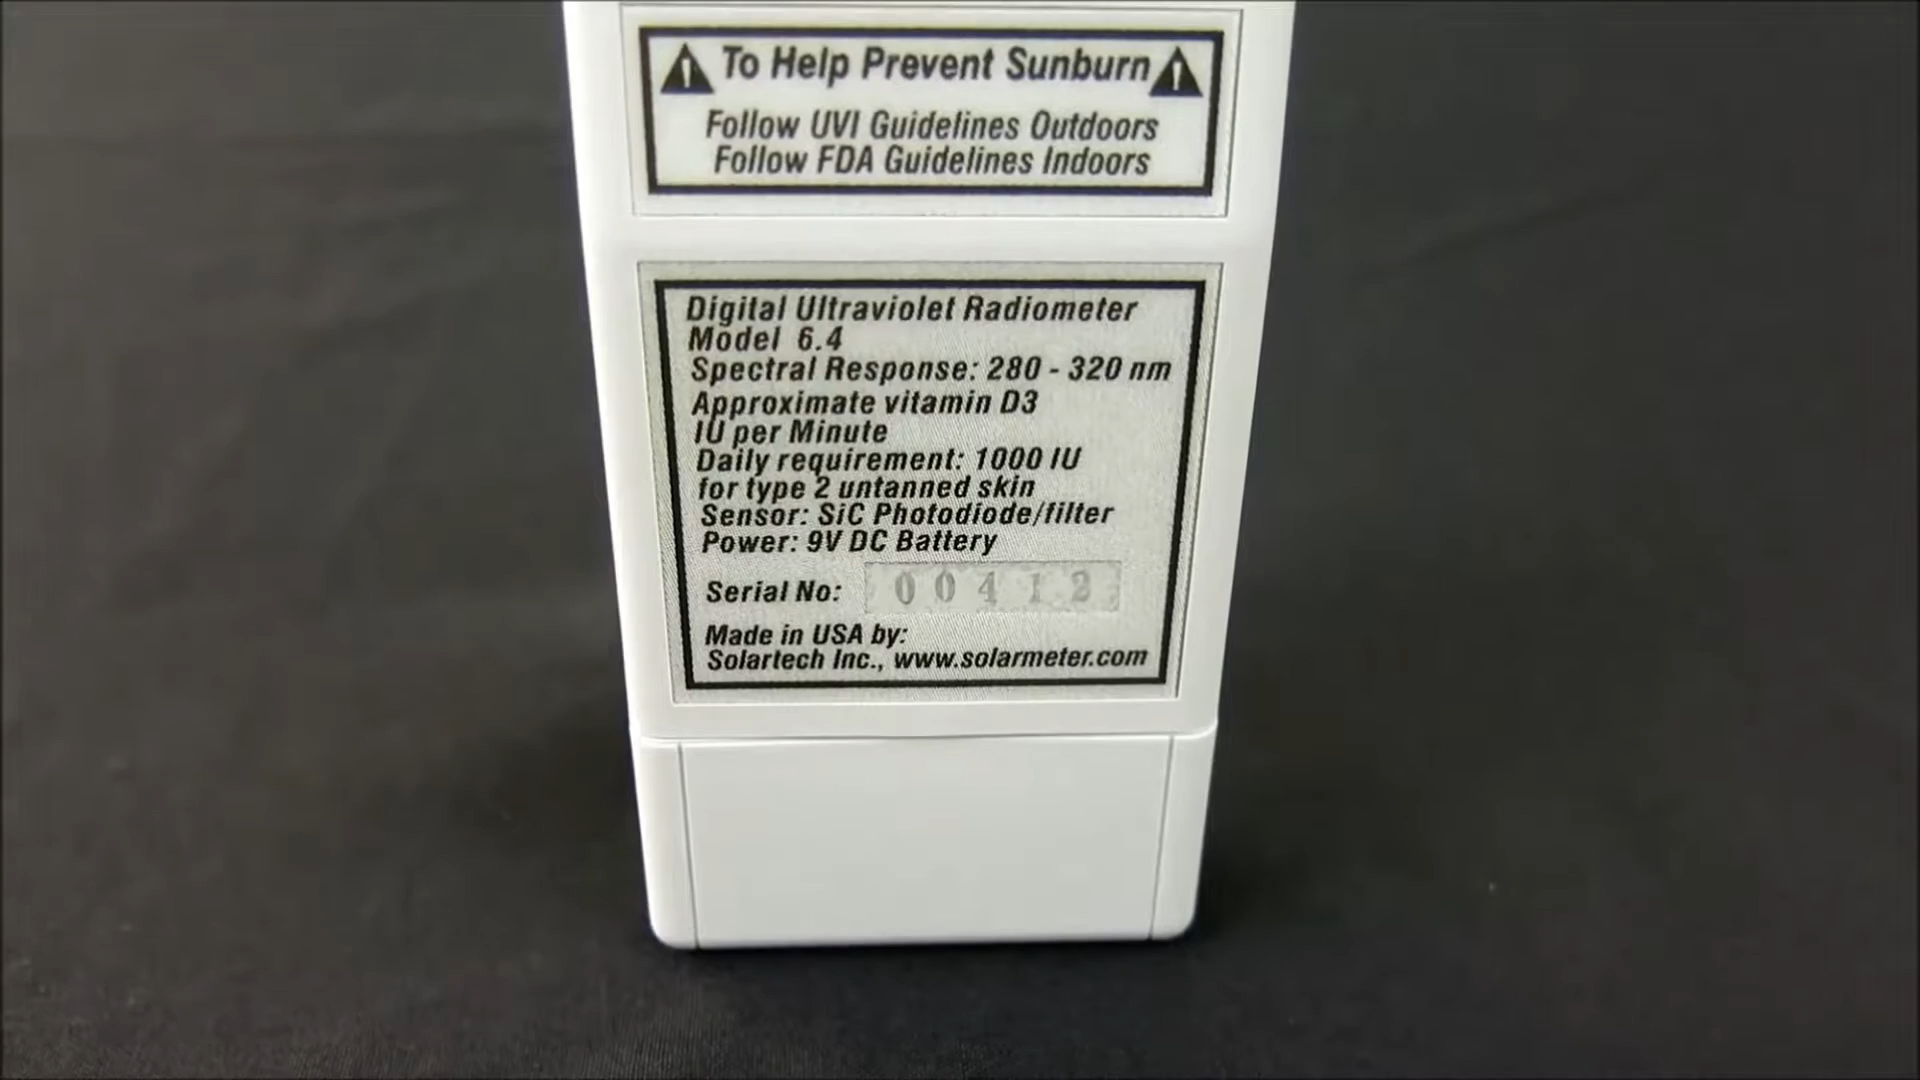 To Help Prevent Sunburn
Follow UVI Guidelines Outdoors
Follow FDA Guidelines Indoors
Digital Ultraviolet Radiometer
Model 6.4
Spectral Response: 280 - 320 nm
Approximate vitamin D3
IU per Minute
Daily requirement: 1000 IU
for type 2 untanned skin
Sensor: SiC Photodiode/filter
Power: 9V DC Battery
Serial No: 00412
Made in USA by:
Solartech Inc., www.solarmeter.com